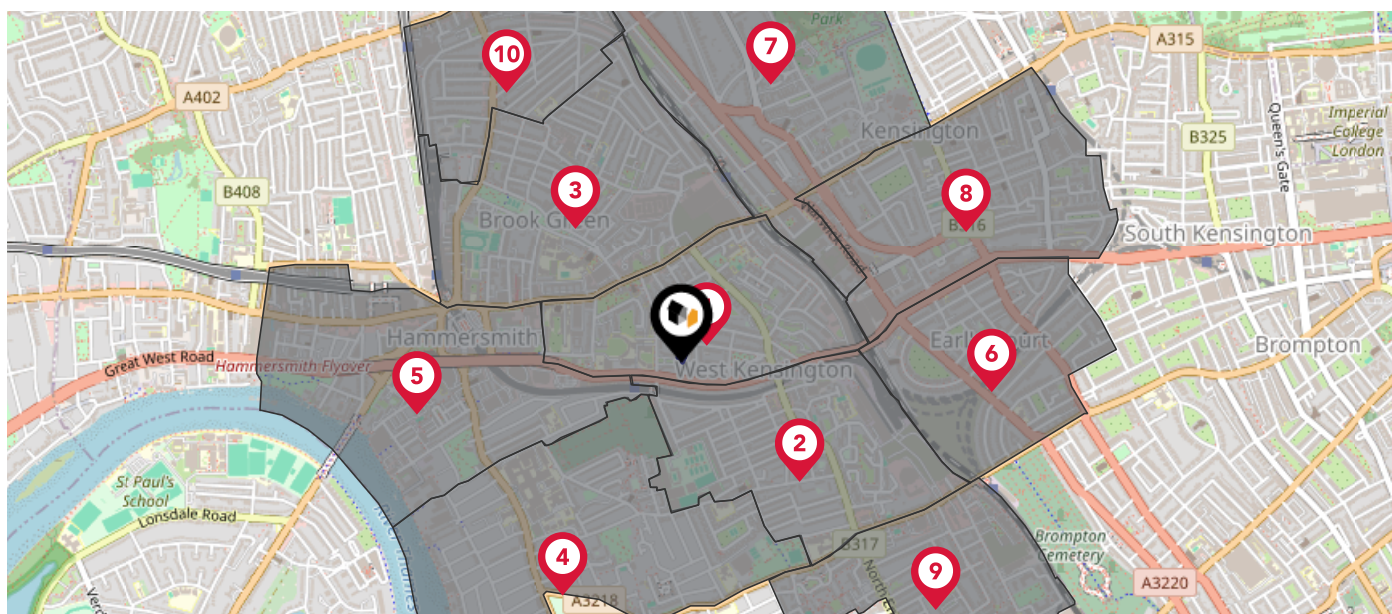 Park
10
7
A315
A402
Kensington
Queen's Gate
Imperial
College
London
B325
B408
3
8
Brook Green
Warwick Road
South Kensington
Hammersmith
Great West Road
Hammersmith Flyover
5
West Kensington
6
Brompton
2
St Paul's
School
Lonsdale Road
4
B317
9
Brompton
Cemetery
A3218
A3220